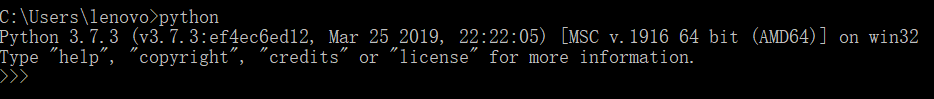 C:\Users\lenovo>python
Python 3.7.3 (v3.7.3:ef4ec6ed12, Mar 25 2019, 22:22:05) [MSC v.1916 64 bit (AMD64)] on win32
Type "help", "copyright", "credits" or "license" for more information.
>>>